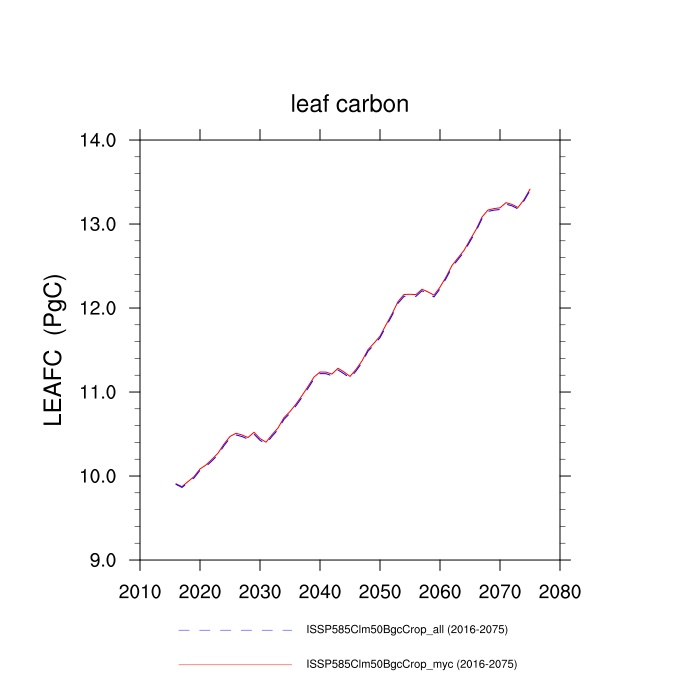 leaf carbon
LEAFC (PgC)
14.0
13.0
12.0
11.0
10.0
9.0
2010 2020 2030 2040 2050 2060 2070 2080
ISSP585Clm50BgcCrop_all (2016-2075)
ISSP585Clm50BgcCrop_myc (2016-2075)